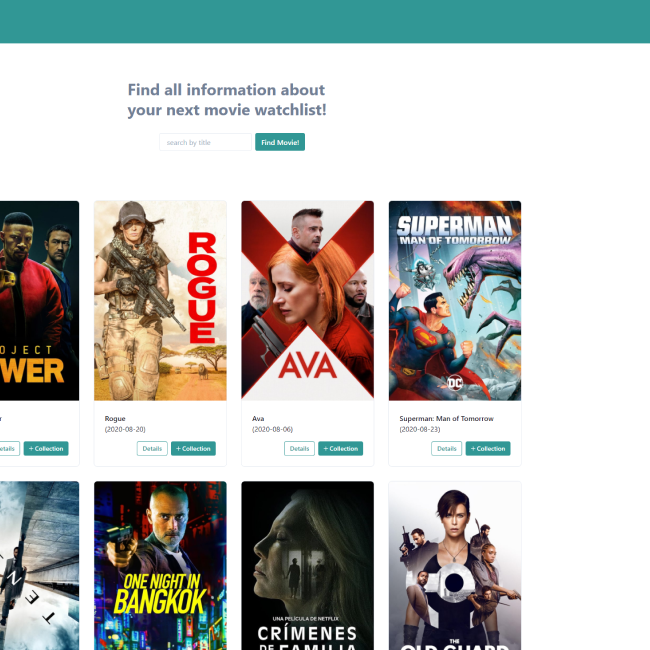 Find all information about
your next movie watchlist!
search by title
Find Movie!
OJECT
WER
ROGUE
AVA
SUPERMAN
MAN OF TOMORROW
DC
r
etails
+ Collection
Rogue
(2020-08-20)
Details
+ Collection
Ava
(2020-08-06)
Details
+ Collection
Superman: Man of Tomorrow
(2020-08-23)
Details
+ Collection
N E T
ONE NIGHT IN
BANGKOK
UNA PELÍCULA DE NETFLIX
CRÍMENES
DE FAMILIA
THE
OLD GUARD